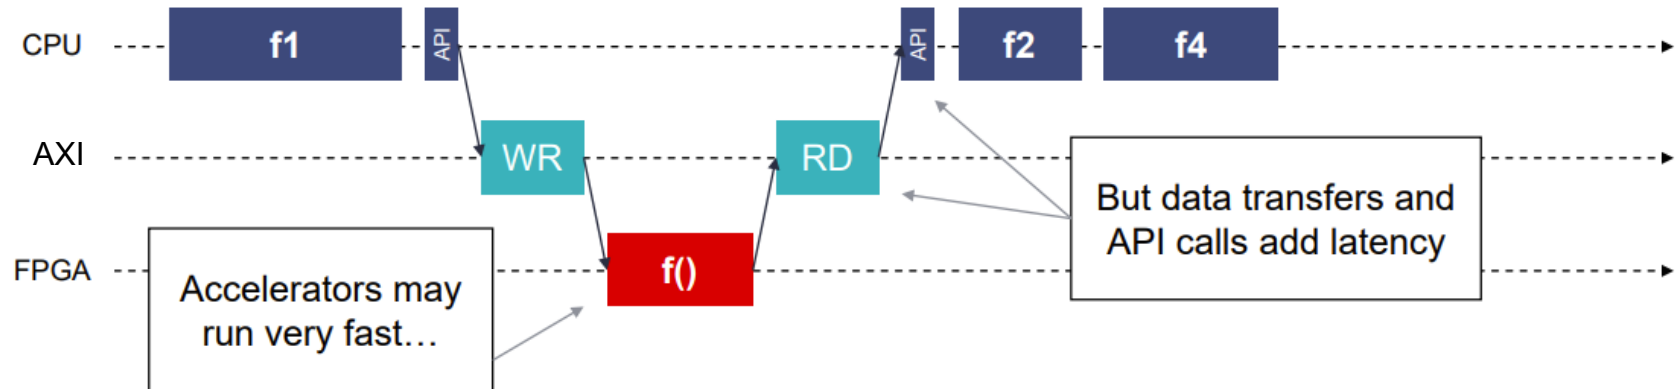 CPU
f1
API
API
f2
f4
AXI
WR
RD
But data transfers and
API calls add latency
FPGA
f()
Accelerators may
run very fast…